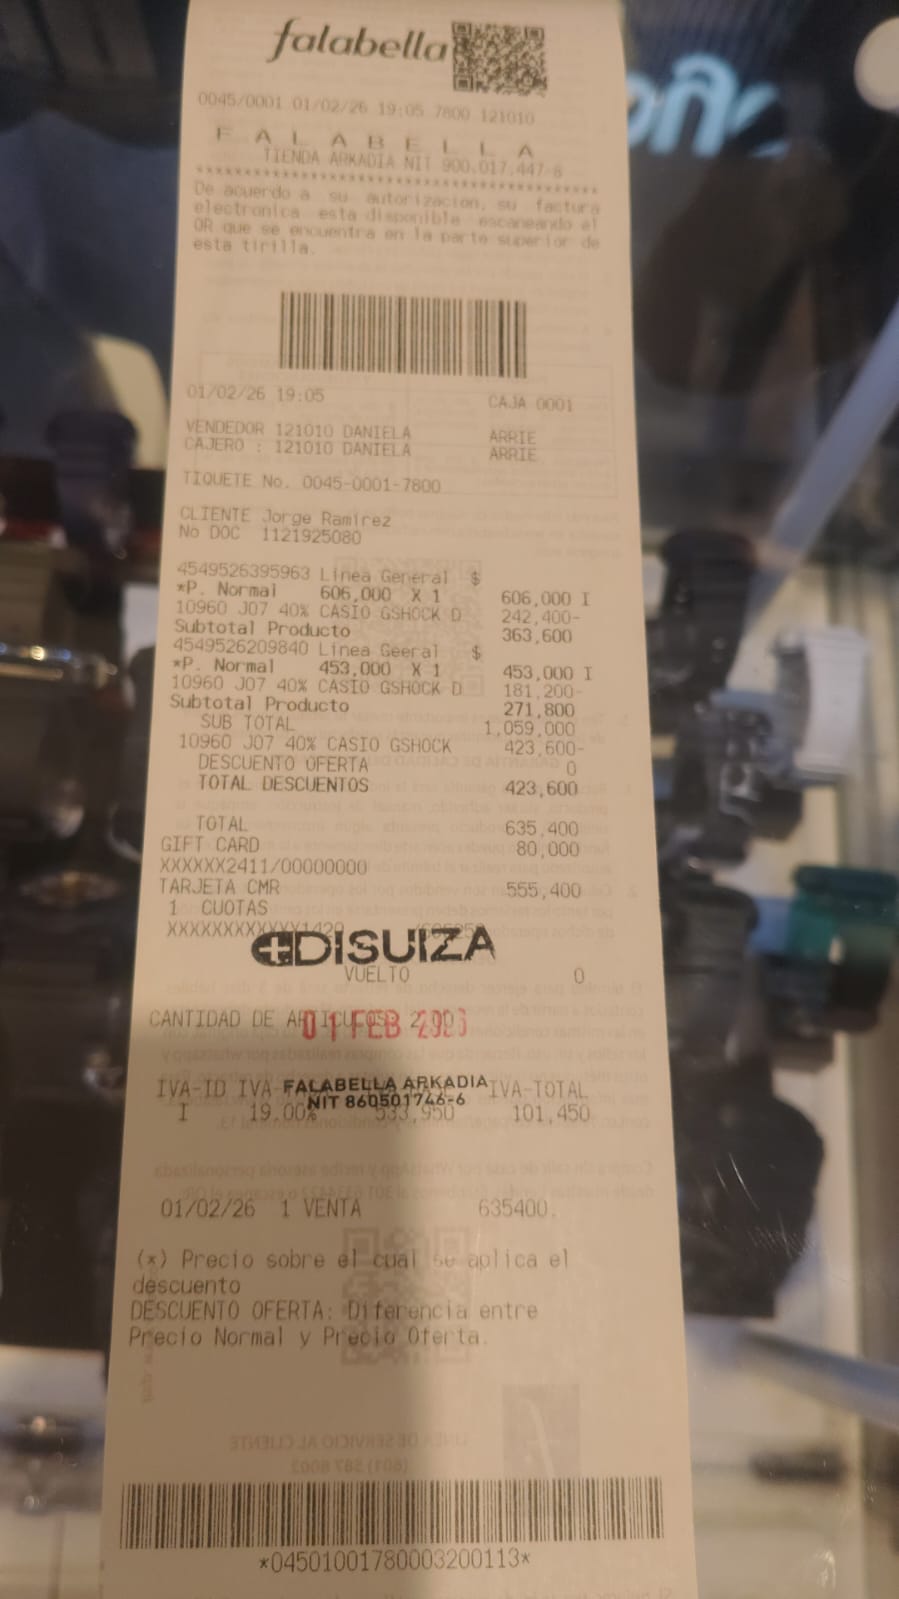 falabella
0045/0001 01/02/26 19:05 7800 121010
F A L A B E L L A
TIENDA ARKADIA NIT 900.017.447-8
******************************************
De acuerdo a su autorizacion, su factura
electronica esta disponible escaneando el
QR que se encuentra en la parte superior de
esta tirilla.
01/02/26 19:05 CAJA 0001
VENDEDOR 121010 DANIELA ARRIE
CAJERO : 121010 DANIELA ARRIE
TIQUETE No. 0045-0001-7800
CLIENTE Jorge Ramirez
No DOC 1121925080
4549526395963 Linea General $
*P. Normal 606,000 X 1 606,000 I
10960 J07 40% CASIO GSHOCK D 242,400-
Subtotal Producto 363,600
4549526209840 Linea Geeral $
*P. Normal 453,000 X 1 453,000 I
10960 J07 40% CASIO GSHOCK D 181,200-
Subtotal Producto 271,800
SUB TOTAL 1,059,000
10960 J07 40% CASIO GSHOCK 423,600-
DESCUENTO OFERTA 0
TOTAL DESCUENTOS 423,600
TOTAL 635,400
GIFT CARD 80,000
XXXXXX2411/00000000
TARJETA CMR 555,400
1 CUOTAS
XXXXXXXXXXXX1420
DISUIZA
VUELTO 0
CANTIDAD DE
01 FEB
IVA-ID IVA- IVA-TOTAL
FALABELLA ARKADIA
NIT 860501746-6
I 19.00% 533,950 101,450
01/02/26 1 VENTA 635400.
(*) Precio sobre el cual se aplica el
descuento
DESCUENTO OFERTA: Diferencia entre
Precio Normal y Precio Oferta.
*04501001780003200113*